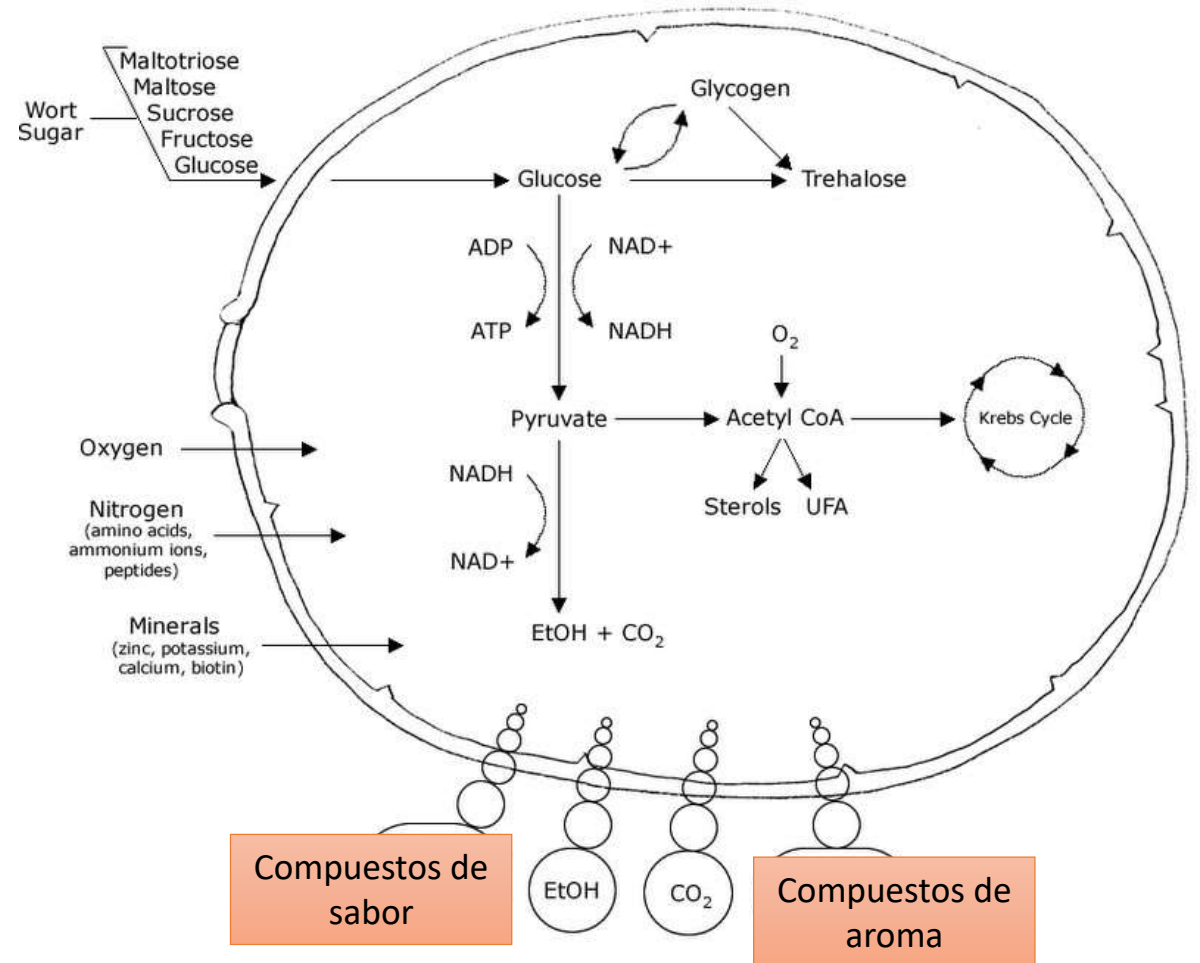 Wort
Sugar
Maltotriose
Maltose
Sucrose
Fructose
Glucose
Glycogen
Glucose
Trehalose
ADP
NAD+
ATP
NADH
O₂
Pyruvate
Acetyl CoA
Krebs Cycle
Oxygen
NADH
Sterols
UFA
Nitrogen
(amino acids,
ammonium ions,
peptides)
NAD+
Minerals
(zinc, potassium,
calcium, biotin)
EtOH + CO₂
Compuestos de
sabor
EtOH
CO₂
Compuestos de
aroma